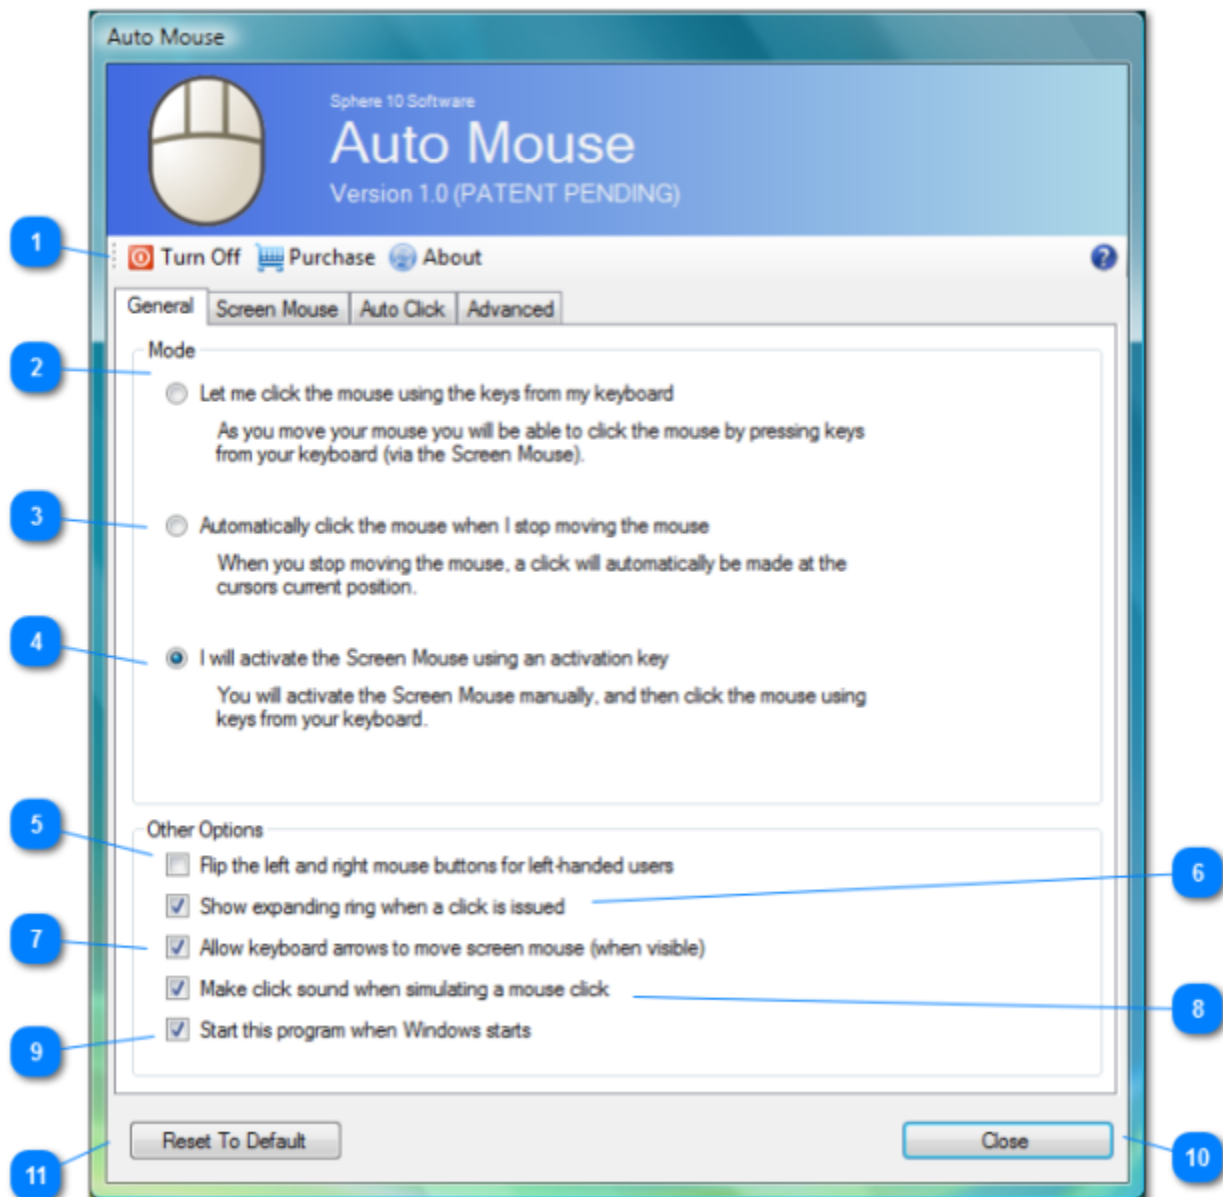 Auto Mouse
Sphere 10 Software
Auto Mouse
Version 1.0 (PATENT PENDING)
1
Turn Off Purchase About
?
General Screen Mouse Auto Click Advanced
Mode
2
Let me click the mouse using the keys from my keyboard
As you move your mouse you will be able to click the mouse by pressing keys
from your keyboard (via the Screen Mouse).
3
Automatically click the mouse when I stop moving the mouse
When you stop moving the mouse, a click will automatically be made at the
cursors current position.
4
I will activate the Screen Mouse using an activation key
You will activate the Screen Mouse manually, and then click the mouse using
keys from your keyboard.
5
Other Options
Flip the left and right mouse buttons for left-handed users
6
Show expanding ring when a click is issued
7
Allow keyboard arrows to move screen mouse (when visible)
Make click sound when simulating a mouse click
8
Start this program when Windows starts
9
Reset To Default
Close
10
11